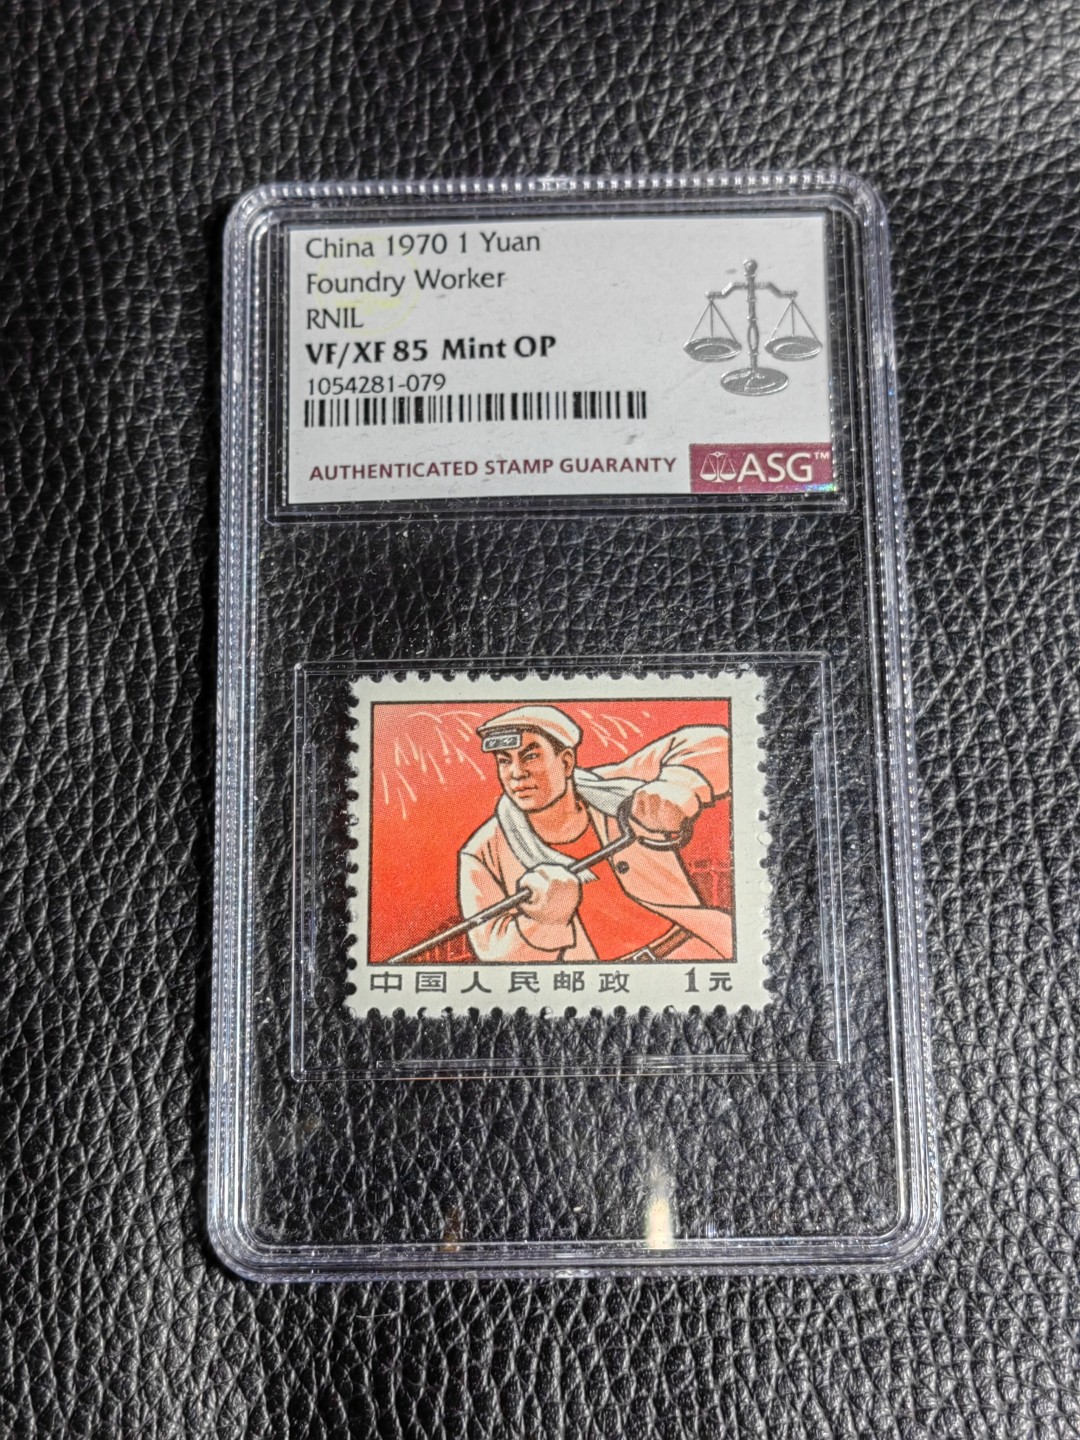 China 1970 1 Yuan
Foundry Worker
RNIL
VF/XF 85 Mint OP
1054281-079
AUTHENTICATED STAMP GUARANTY
ASG™
中国人民邮政 1元